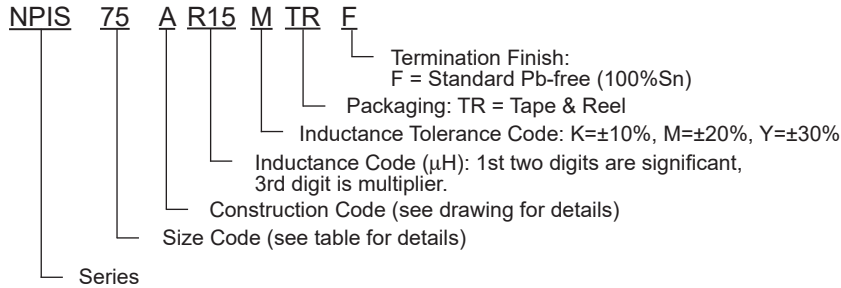 NPIS 75 A R15 M TR F
Termination Finish:
F = Standard Pb-free (100%Sn)
Packaging: TR = Tape & Reel
Inductance Tolerance Code: K=±10%, M=±20%, Y=±30%
Inductance Code (μH): 1st two digits are significant,
3rd digit is multiplier.
Construction Code (see drawing for details)
Size Code (see table for details)
Series